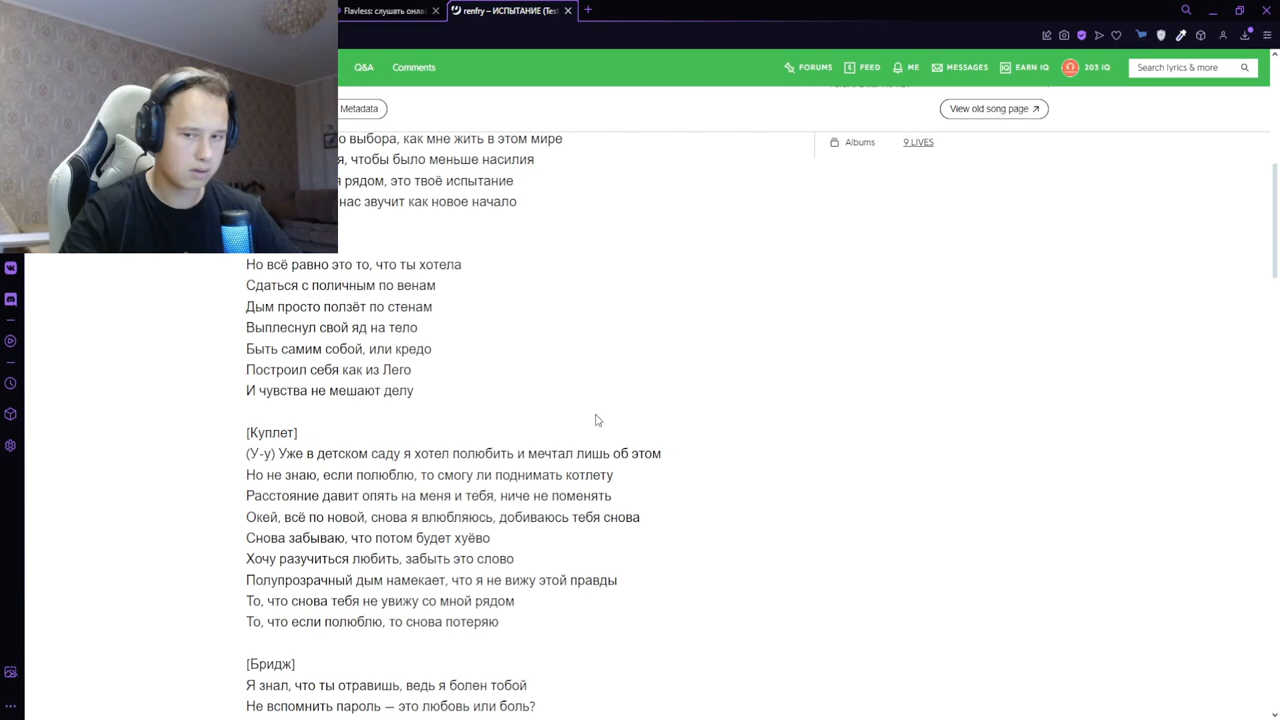 Flavless: слушать онла
renfry – ИСПЫТАНИЕ (Tes
Q&A
Comments
FORUMS
FEED
ME
MESSAGES
EARN IQ
203 IQ
Search lyrics & more
Metadata
View old song page
Albums
9 LIVES
о выбора, как мне жить в этом мире
я, чтобы было меньше насилия
я рядом, это твоё испытание
нас звучит как новое начало
Но всё равно это то, что ты хотела
Сдаться с поличным по венам
Дым просто ползёт по стенам
Выплеснул свой яд на тело
Быть самим собой, или кредо
Построил себя как из Лего
И чувства не мешают делу
[Куплет]
(У-у) Уже в детском саду я хотел полюбить и мечтал лишь об этом
Но не знаю, если полюблю, то смогу ли поднимать котлету
Расстояние давит опять на меня и тебя, ниче не поменять
Окей, всё по новой, снова я влюбляюсь, добиваюсь тебя снова
Снова забываю, что потом будет хуёво
Хочу разучиться любить, забыть это слово
Полупрозрачный дым намекает, что я не вижу этой правды
То, что снова тебя не увижу со мной рядом
То, что если полюблю, то снова потеряю
[Бридж]
Я знал, что ты отравишь, ведь я болен тобой
Не вспомнить пароль — это любовь или боль?